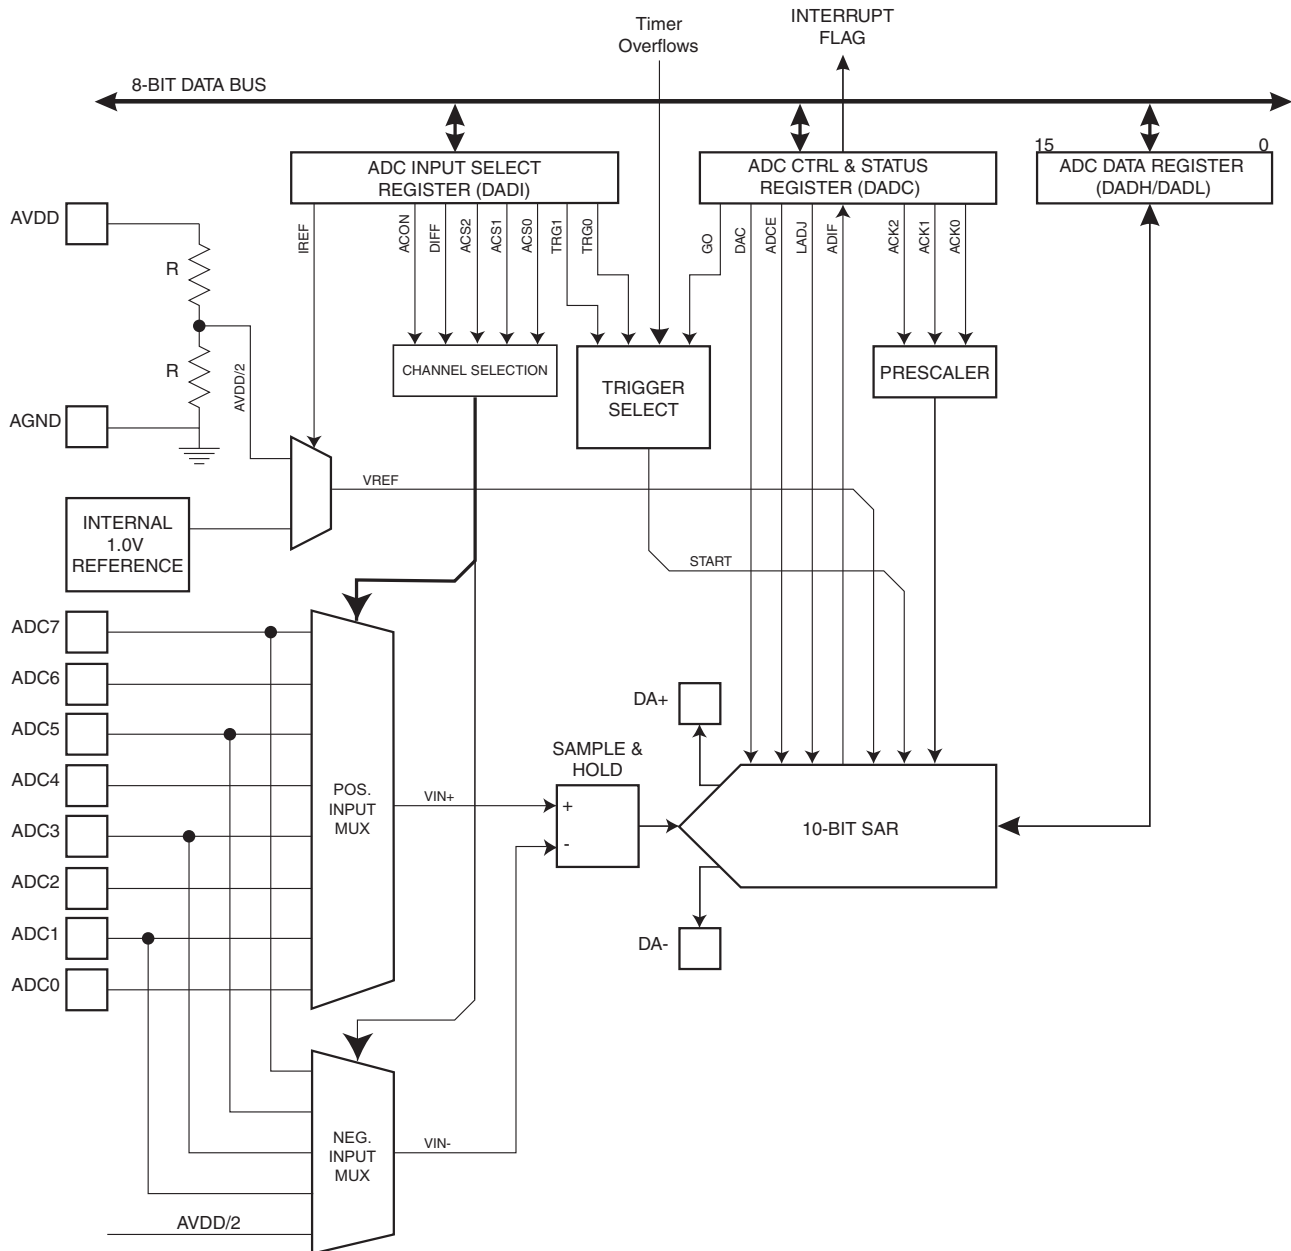 Timer
Overflows
INTERRUPT
FLAG
8-BIT DATA BUS
ADC INPUT SELECT
REGISTER (DADI)
ADC CTRL & STATUS
REGISTER (DADC)
15
0
ADC DATA REGISTER
(DADH/DADL)
IREF
ACON
DIFF
ACS2
ACS1
ACS0
TRG1
TRG0
GO
DAC
ADCE
LADJ
ADIF
ACK2
ACK1
ACK0
AVDD
R
R
AVDD/2
AGND
CHANNEL SELECTION
TRIGGER
SELECT
PRESCALER
VREF
INTERNAL
1.0V
REFERENCE
START
ADC7
ADC6
ADC5
ADC4
ADC3
ADC2
ADC1
ADC0
POS.
INPUT
MUX
VIN+
SAMPLE &
HOLD
+
-
DA+
10-BIT SAR
DA-
NEG.
INPUT
MUX
VIN-
AVDD/2